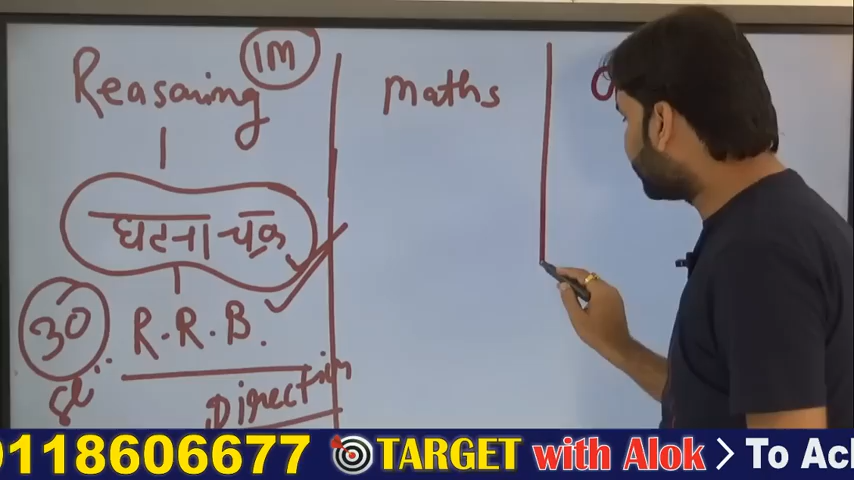 Reasoning
1M
घटना चक्र
30
R.R.B.
Direction
Maths
9118606677 TARGET with Alok > To Ac